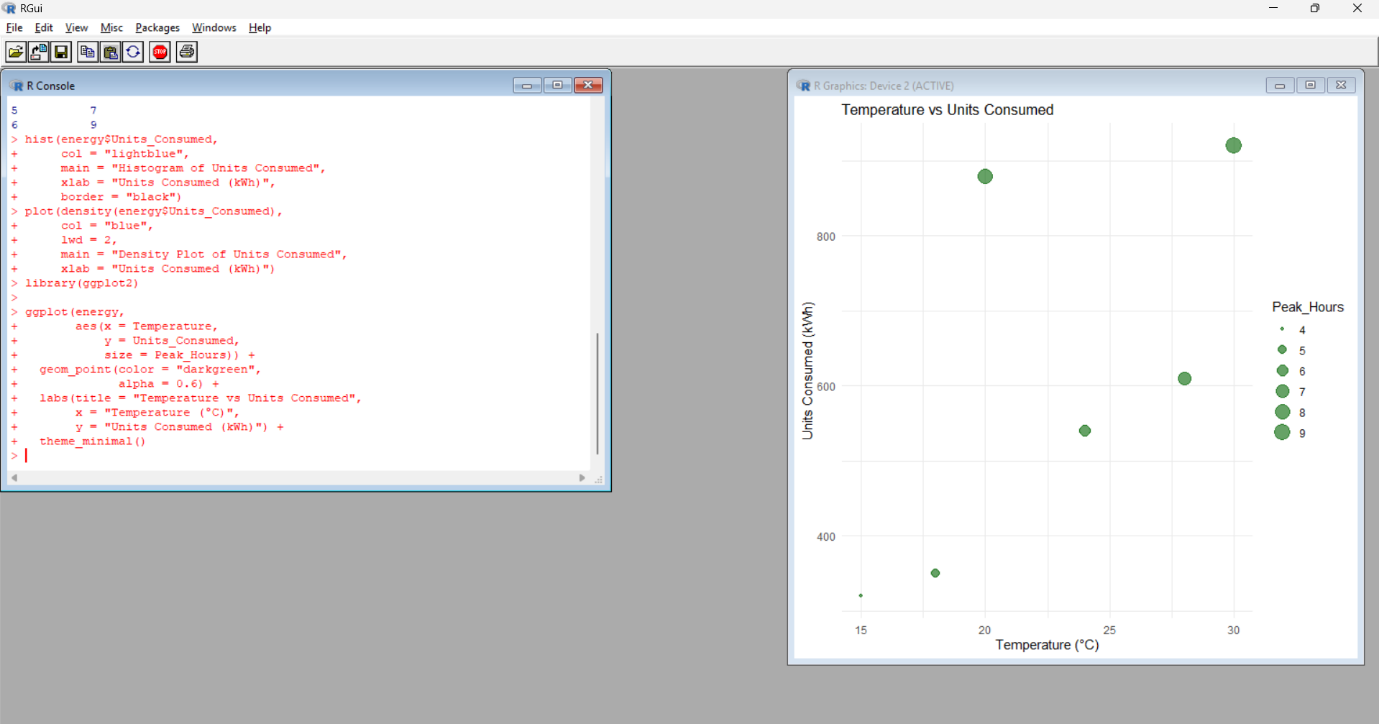 RGui
File Edit View Misc Packages Windows Help
STOP
R Console
5          7
6          9
> hist(energy$Units_Consumed,
+      col = "lightblue",
+      main = "Histogram of Units Consumed",
+      xlab = "Units Consumed (kWh)",
+      border = "black")
> plot(density(energy$Units_Consumed),
+      col = "blue",
+      lwd = 2,
+      main = "Density Plot of Units Consumed",
+      xlab = "Units Consumed (kWh)")
> library(ggplot2)
>
> ggplot(energy,
+        aes(x = Temperature,
+            y = Units_Consumed,
+            size = Peak_Hours)) +
+   geom_point(color = "darkgreen",
+              alpha = 0.6) +
+   labs(title = "Temperature vs Units Consumed",
+        x = "Temperature (°C)",
+        y = "Units Consumed (kWh)") +
+   theme_minimal()
>
R Graphics: Device 2 (ACTIVE)
Temperature vs Units Consumed
Units Consumed (kWh)
800
600
400
15 20 25 30
Temperature (°C)
Peak_Hours
4
5
6
7
8
9